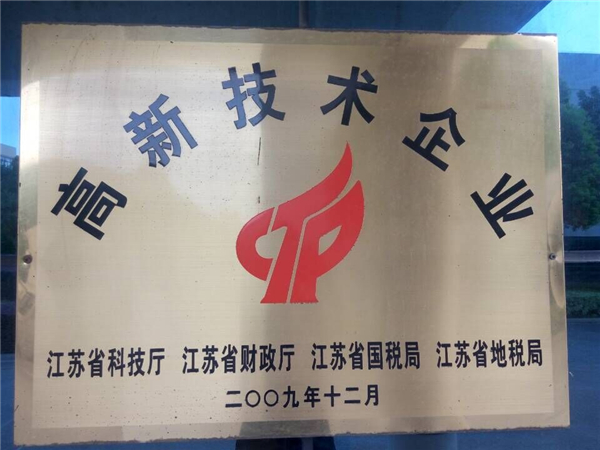 高新技术企业
江苏省科技厅 江苏省财政厅 江苏省国税局 江苏省地税局
二〇〇九年十二月